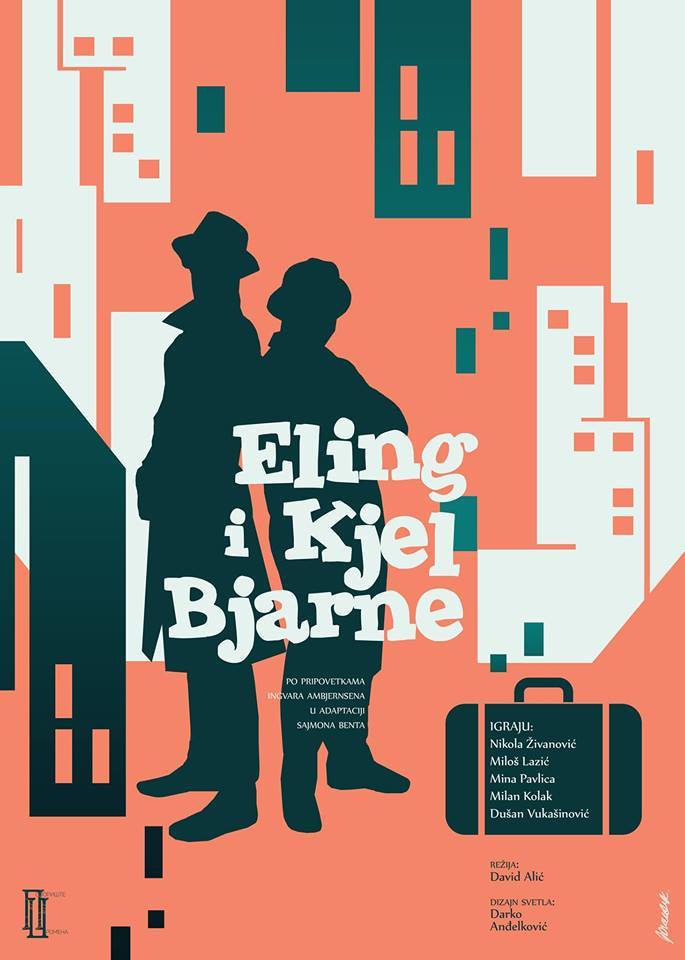 Eling
i Kjel
Bjarne
PO PRIPOVETKAMA
INGVARA AMBJERNSENA
U ADAPTACIJI
SAJMONA BENTA
IGRAJU:
Nikola Živanović
Miloš Lazić
Mina Pavlica
Milan Kolak
Dušan Vukašinović
REŽIJA:
David Alić
DIZAJN SVETLA:
Darko
Anđelković